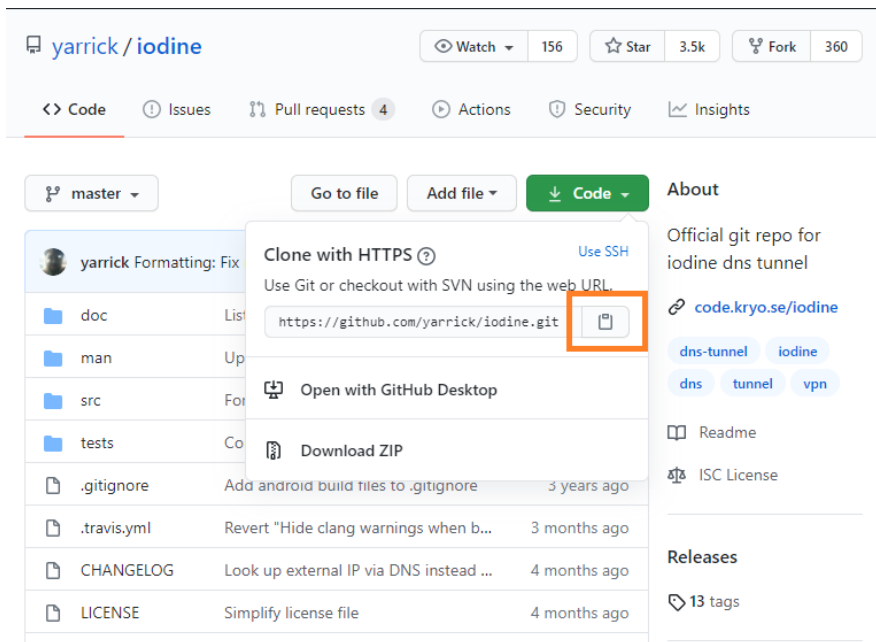 yarrick / iodine
Watch 156 Star 3.5k Fork 360
Code Issues Pull requests 4 Actions Security Insights
master Go to file Add file Code
About
Official git repo for
iodine dns tunnel
code.kryo.se/iodine
dns-tunnel iodine
dns tunnel vpn
Readme
ISC License
Releases
13 tags
yarrick Formatting: Fix
Clone with HTTPS ? Use SSH
Use Git or checkout with SVN using the web URL.
https://github.com/yarrick/iodine.git
Open with GitHub Desktop
Download ZIP
doc
man Up
src
tests Co
.gitignore Add android build files to .gitignore 3 years ago
.travis.yml Revert "Hide clang warnings when b... 3 months ago
CHANGELOG Look up external IP via DNS instead ... 4 months ago
LICENSE Simplify license file 4 months ago